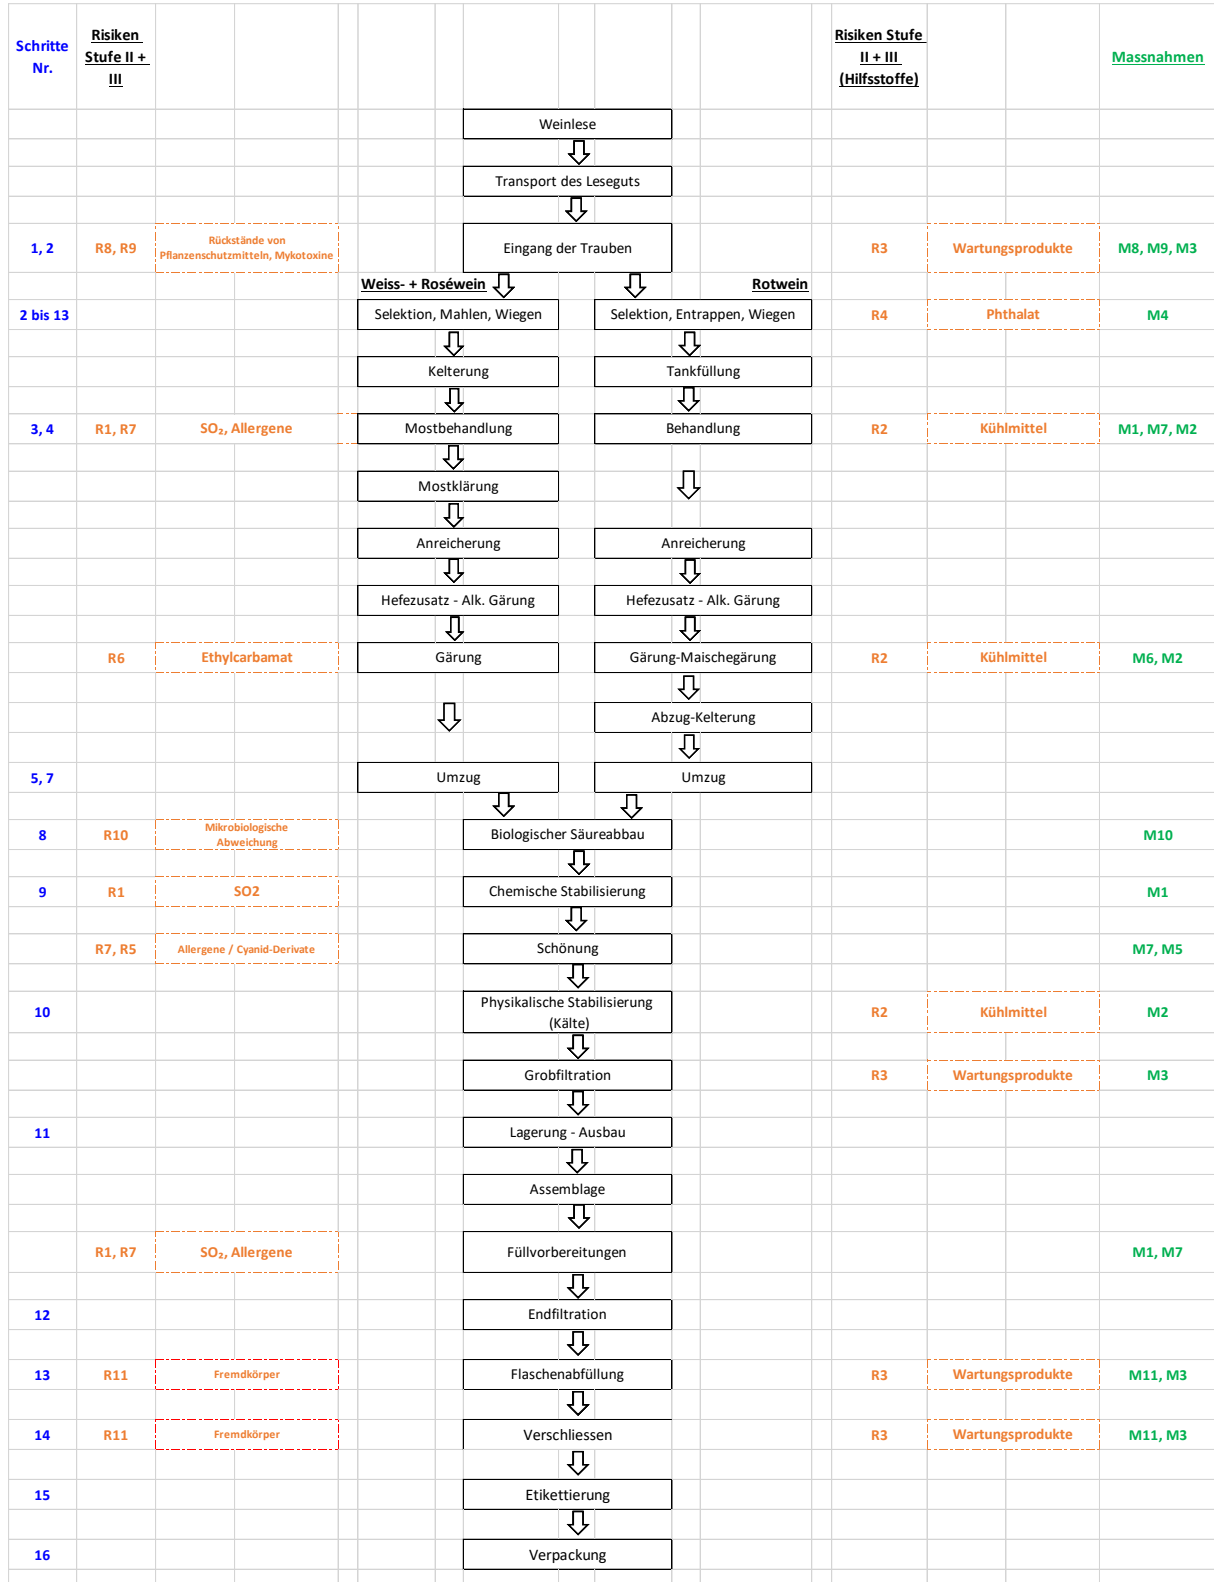 Schritte Nr.
Risiken Stufe II + III
Risiken Stufe II + III (Hilfsstoffe)
Massnahmen
Weinlese
Transport des Leseguts
1, 2
R8, R9
Rückstände von
Pflanzenschutzmitteln, Mykotoxine
Eingang der Trauben
R3
Wartungsprodukte
M8, M9, M3
Weiss- + Roséwein
Rotwein
2 bis 13
Selektion, Mahlen, Wiegen
Selektion, Entrappen, Wiegen
R4
Phthalat
M4
Kelterung
Tankfüllung
3, 4
R1, R7
SO₂, Allergene
Mostbehandlung
Behandlung
R2
Kühlmittel
M1, M7, M2
Mostklärung
Anreicherung
Anreicherung
Hefezusatz - Alk. Gärung
Hefezusatz - Alk. Gärung
R6
Ethylcarbamat
Gärung
Gärung-Maischegärung
R2
Kühlmittel
M6, M2
Abzug-Kelterung
5, 7
Umzug
Umzug
8
R10
Mikrobiologische
Abweichung
Biologischer Säureabbau
M10
9
R1
SO2
Chemische Stabilisierung
M1
R7, R5
Allergene / Cyanid-Derivate
Schönung
M7, M5
10
Physikalische Stabilisierung
(Kälte)
R2
Kühlmittel
M2
Grobfiltration
R3
Wartungsprodukte
M3
11
Lagerung - Ausbau
Assemblage
R1, R7
SO₂, Allergene
Füllvorbereitungen
M1, M7
12
Endfiltration
13
R11
Fremdkörper
Flaschenabfüllung
R3
Wartungsprodukte
M11, M3
14
R11
Fremdkörper
Verschliessen
R3
Wartungsprodukte
M11, M3
15
Etikettierung
16
Verpackung